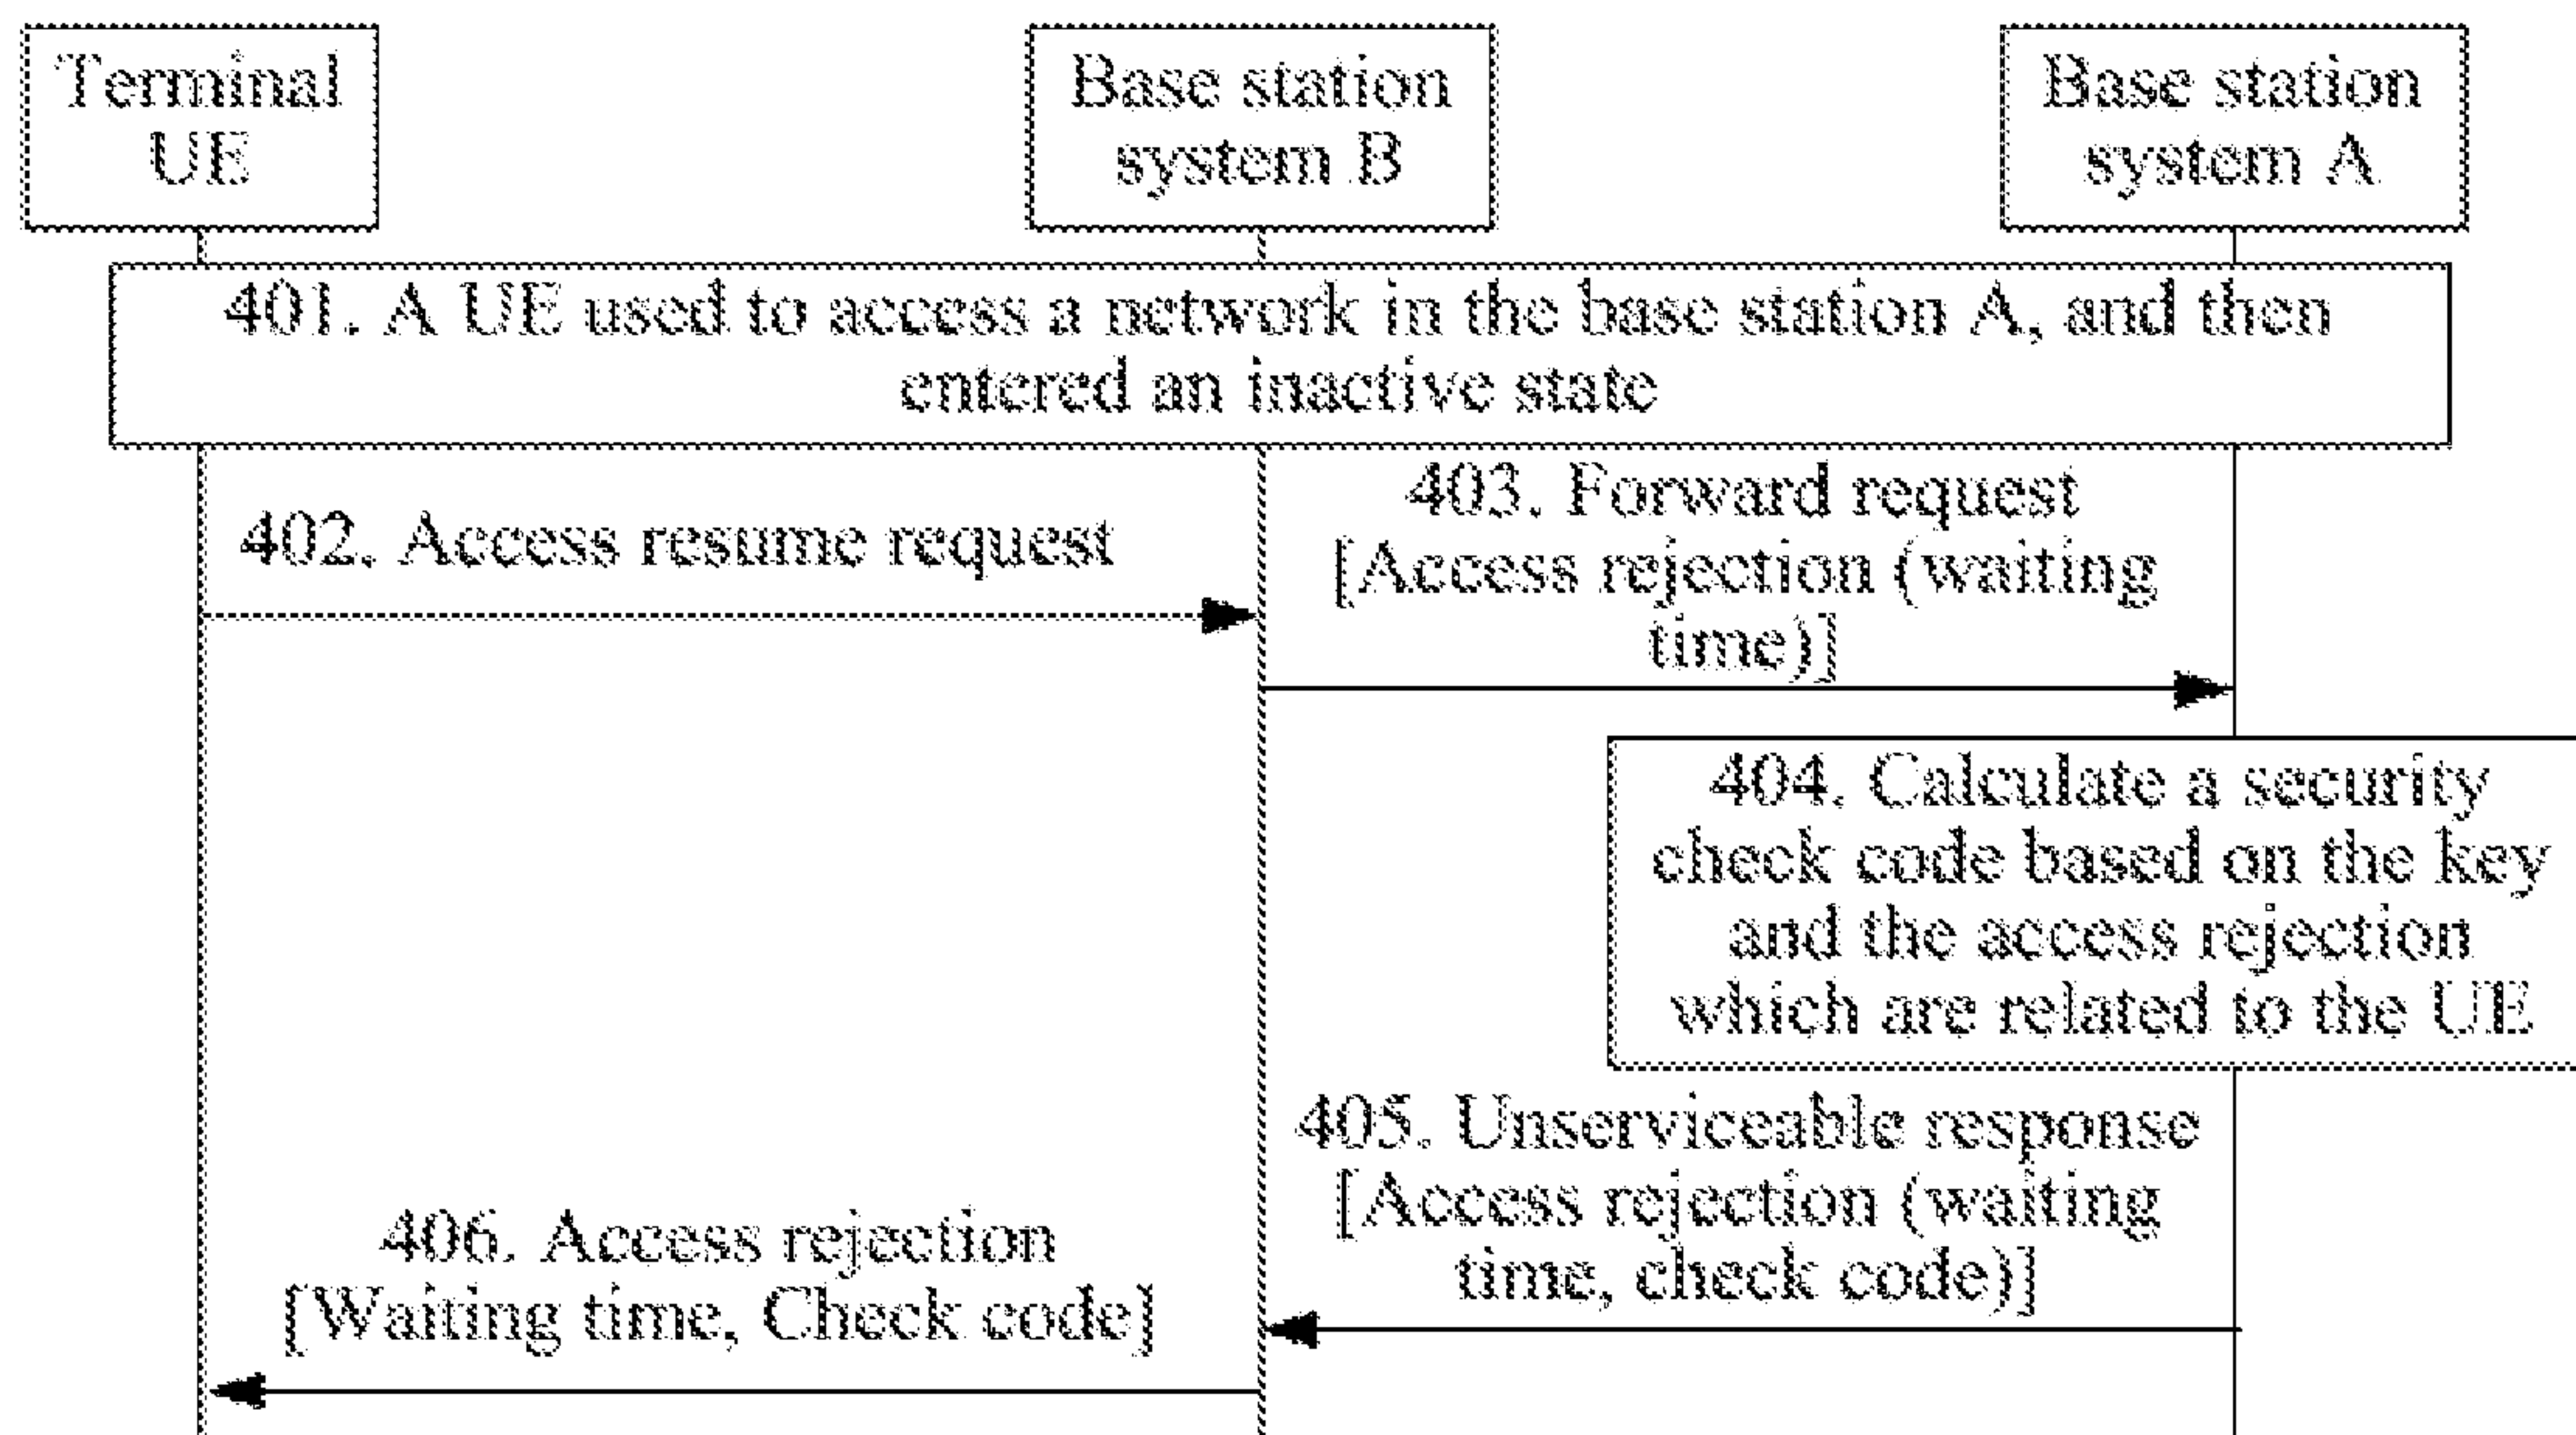 Terminal
UE
Base station
system B
Base station
system A
401. A UE used to access a network in the base station A, and then
entered an inactive state
402. Access resume request
403. Forward request
[Access rejection (waiting
time)]
404. Calculate a security
check code based on the key
and the access rejection
which are related to the UE
405. Unserviceable response
[Access rejection (waiting
time, check code)]
406. Access rejection
[Waiting time, Check code]